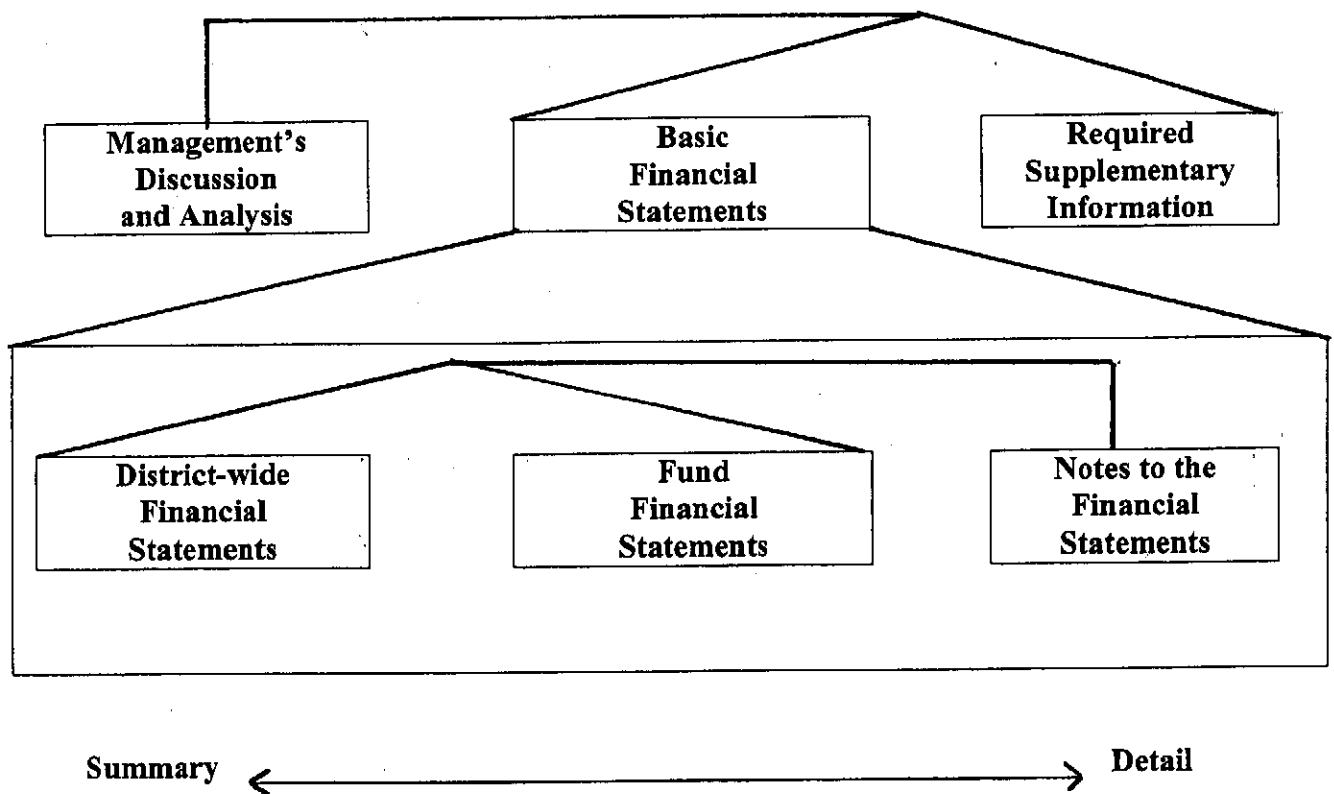 Management's
Discussion
and Analysis
Basic
Financial
Statements
Required
Supplementary
Information
District-wide
Financial
Statements
Fund
Financial
Statements
Notes to the
Financial
Statements
Summary
Detail